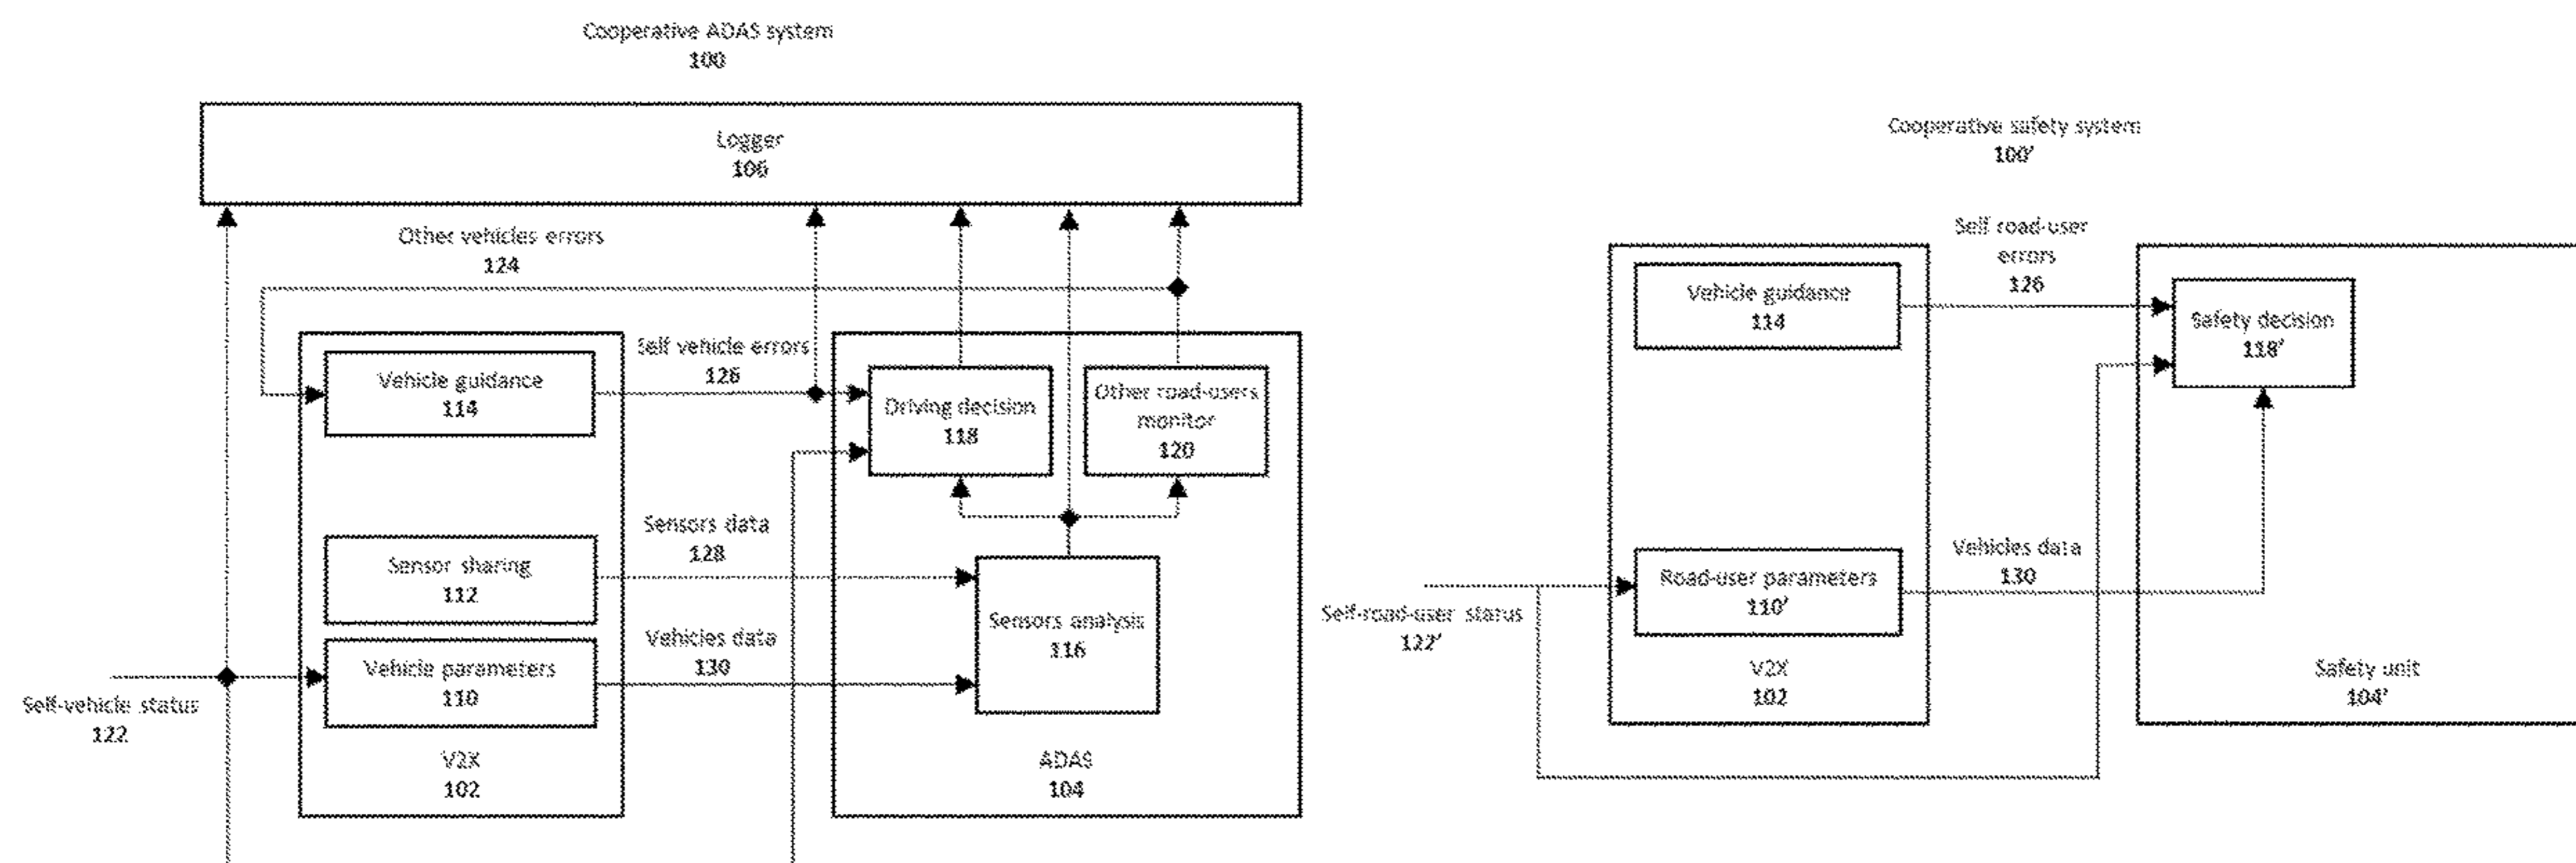 Cooperative ADAS system
100
Logger
106
Other vehicles errors
124
Self vehicle errors
126
Vehicle guidance
114
Driving decision
118
Other road-users
monitor
120
Sensors data
128
Sensor sharing
112
Sensors analysis
116
Vehicles data
130
Vehicle parameters
110
Self-vehicle status
122
V2X
102
ADAS
104
Cooperative safety system
100'
Self road-user
errors
126
Vehicle guidance
114
Safety decision
118'
Vehicles data
130
Road-user parameters
110'
Self-road-user status
122'
V2X
102
Safety unit
104'